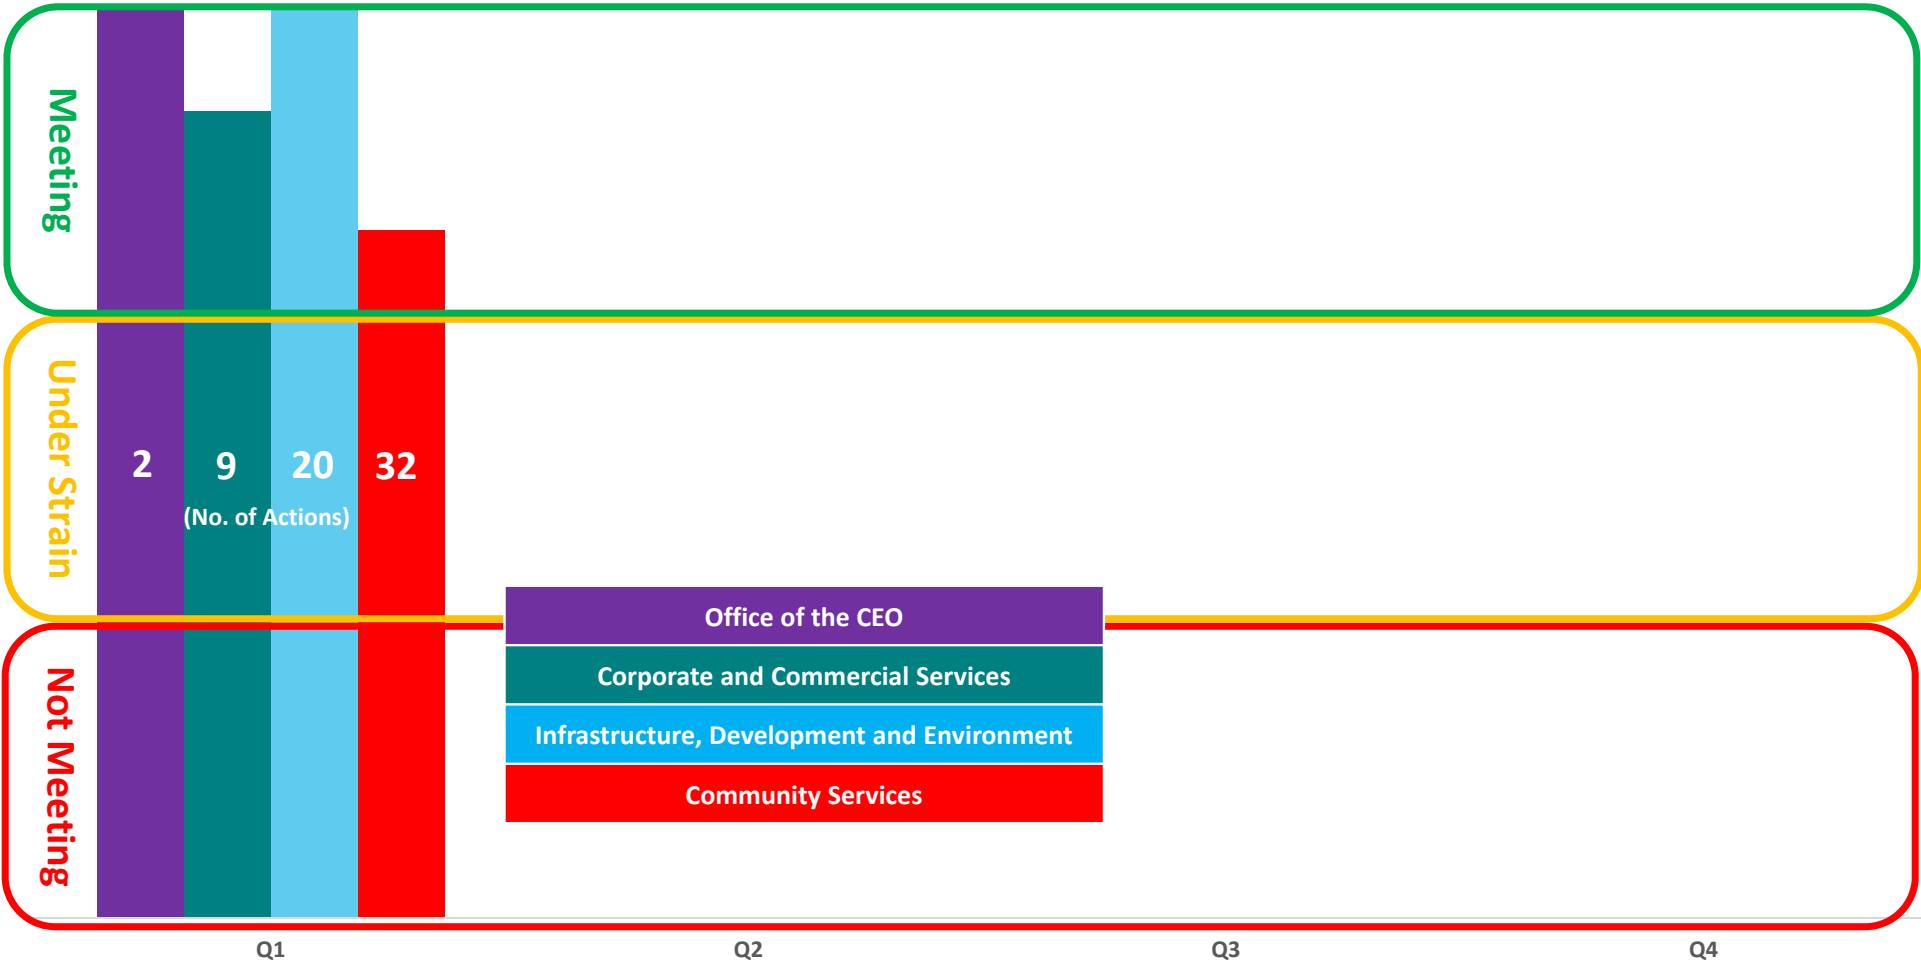 Meeting
Under Strain
Not Meeting
2 9 20 32
(No. of Actions)
Office of the CEO
Corporate and Commercial Services
Infrastructure, Development and Environment
Community Services
Q1 Q2 Q3 Q4